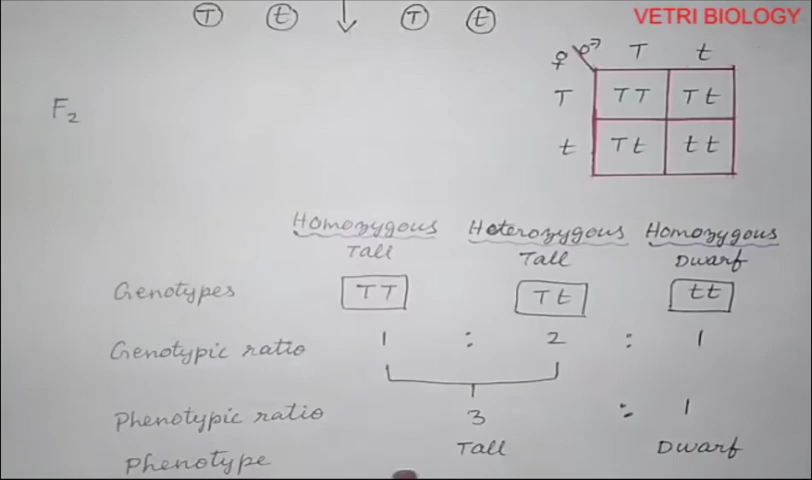 VETRI BIOLOGY
T t ↓ T t
♀ ♂ T t
F2
T TT Tt
t Tt tt
Homozygous Heterozygous Homozygous
Tall Tall Dwarf
Genotypes TT Tt tt
Genotypic ratio 1 : 2 : 1
Phenotypic ratio 3 : 1
Phenotype Tall Dwarf